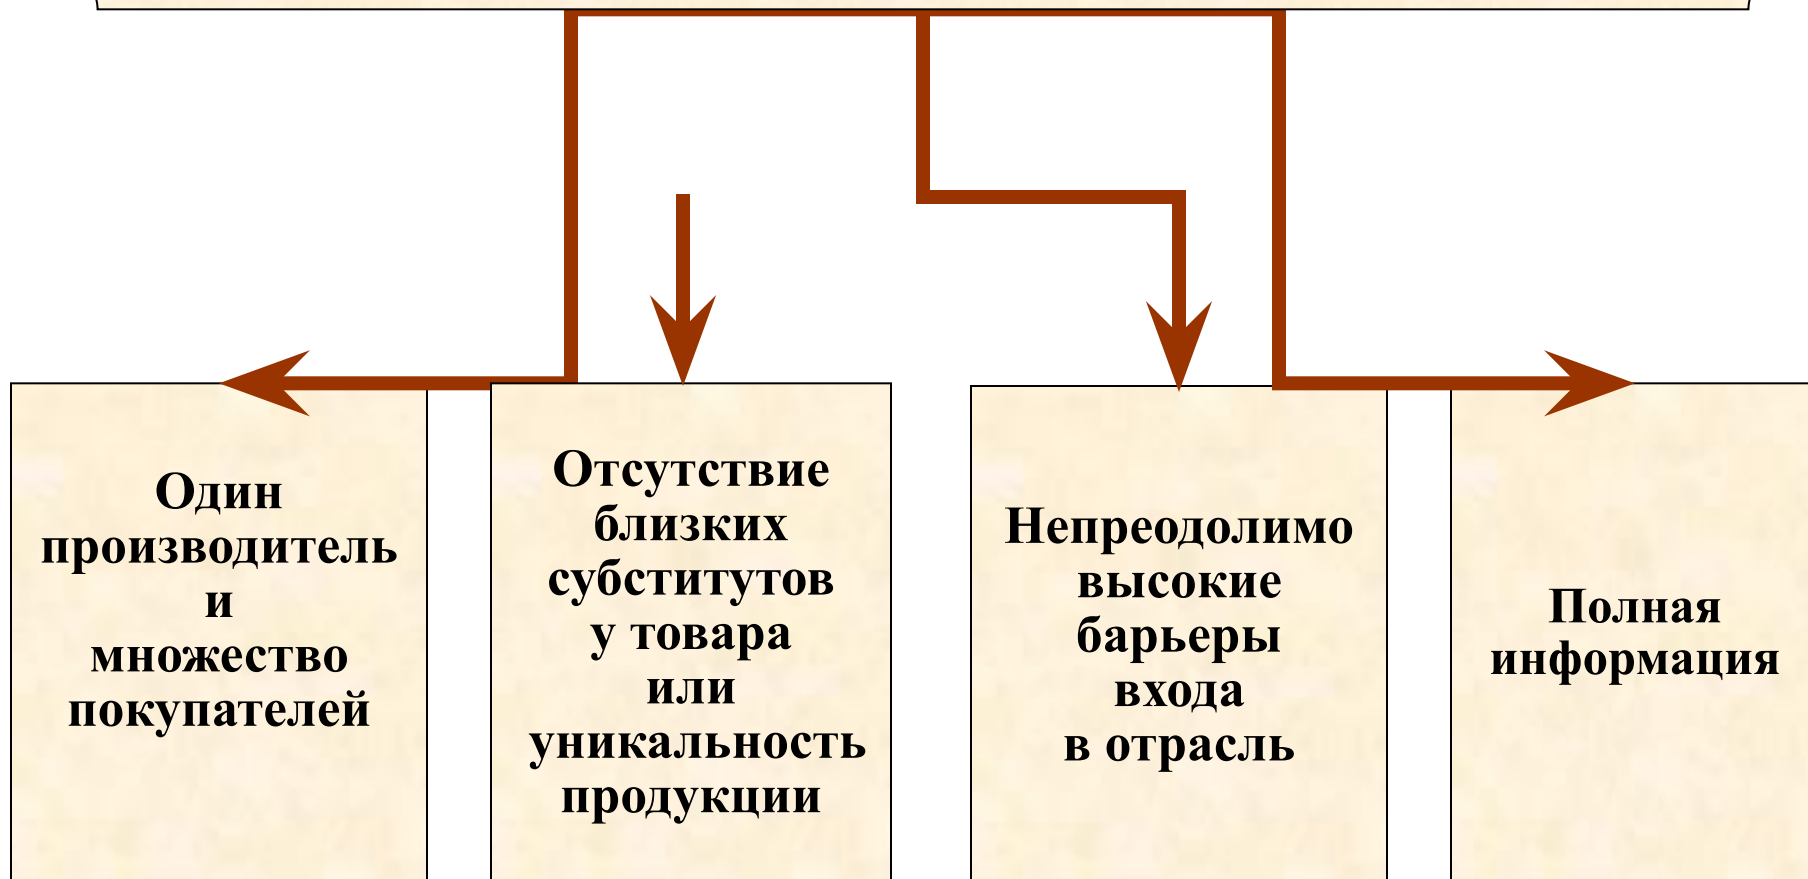 Один
производитель
и
множество
покупателей
Отсутствие
близких
субститутов
у товара
или
уникальность
продукции
Непреодолимо
высокие
барьеры
входа
в отрасль
Полная
информация